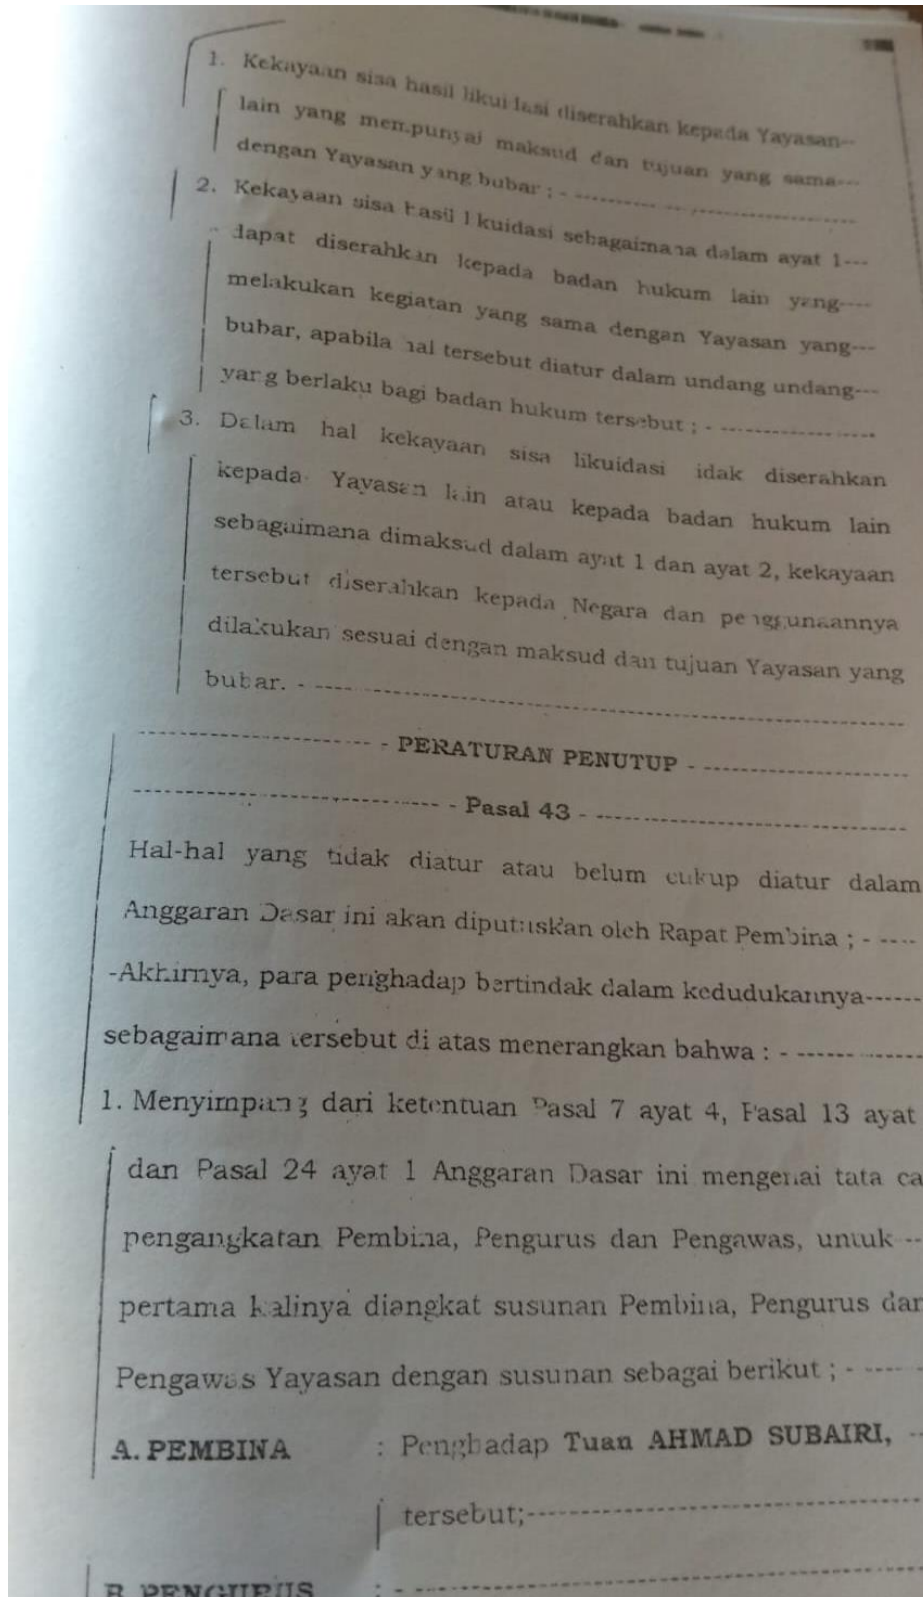 1. Kekayaan sisa hasil likuidasi diserahkan kepada Yayasan--
lain yang mempunyai maksud dan tujuan yang sama---
dengan Yayasan yang bubar ; - ---------------------------
2. Kekayaan sisa hasil likuidasi sebagaimana dalam ayat 1---
dapat diserahkan kepada badan hukum lain yang----
melakukan kegiatan yang sama dengan Yayasan yang---
bubar, apabila hal tersebut diatur dalam undang undang---
yang berlaku bagi badan hukum tersebut ; - ------------------
3. Dalam hal kekayaan sisa likuidasi idak diserahkan
kepada Yayasan lain atau kepada badan hukum lain
sebagaimana dimaksud dalam ayat 1 dan ayat 2, kekayaan
tersebut diserahkan kepada Negara dan penggunaannya
dilakukan sesuai dengan maksud dan tujuan Yayasan yang
bubar. - ------------------------------------------------
----------------------- - PERATURAN PENUTUP - --------------------
------------------------------ - Pasal 43 - ------------------------------
Hal-hal yang tidak diatur atau belum cukup diatur dalam
Anggaran Dasar ini akan diputuskan oleh Rapat Pembina ; - ----
-Akhirnya, para penghadap bertindak dalam kedudukannya------
sebagaimana tersebut di atas menerangkan bahwa : - ------------
1. Menyimpang dari ketentuan Pasal 7 ayat 4, Pasal 13 ayat
dan Pasal 24 ayat 1 Anggaran Dasar ini mengenai tata ca
pengangkatan Pembina, Pengurus dan Pengawas, untuk --
pertama kalinya diangkat susunan Pembina, Pengurus dan
Pengawas Yayasan dengan susunan sebagai berikut ; - ------
A. PEMBINA : Penghadap Tuan AHMAD SUBAIRI, --
tersebut;----------------------------------------
B. PENGURUS : - ----------------------------------------